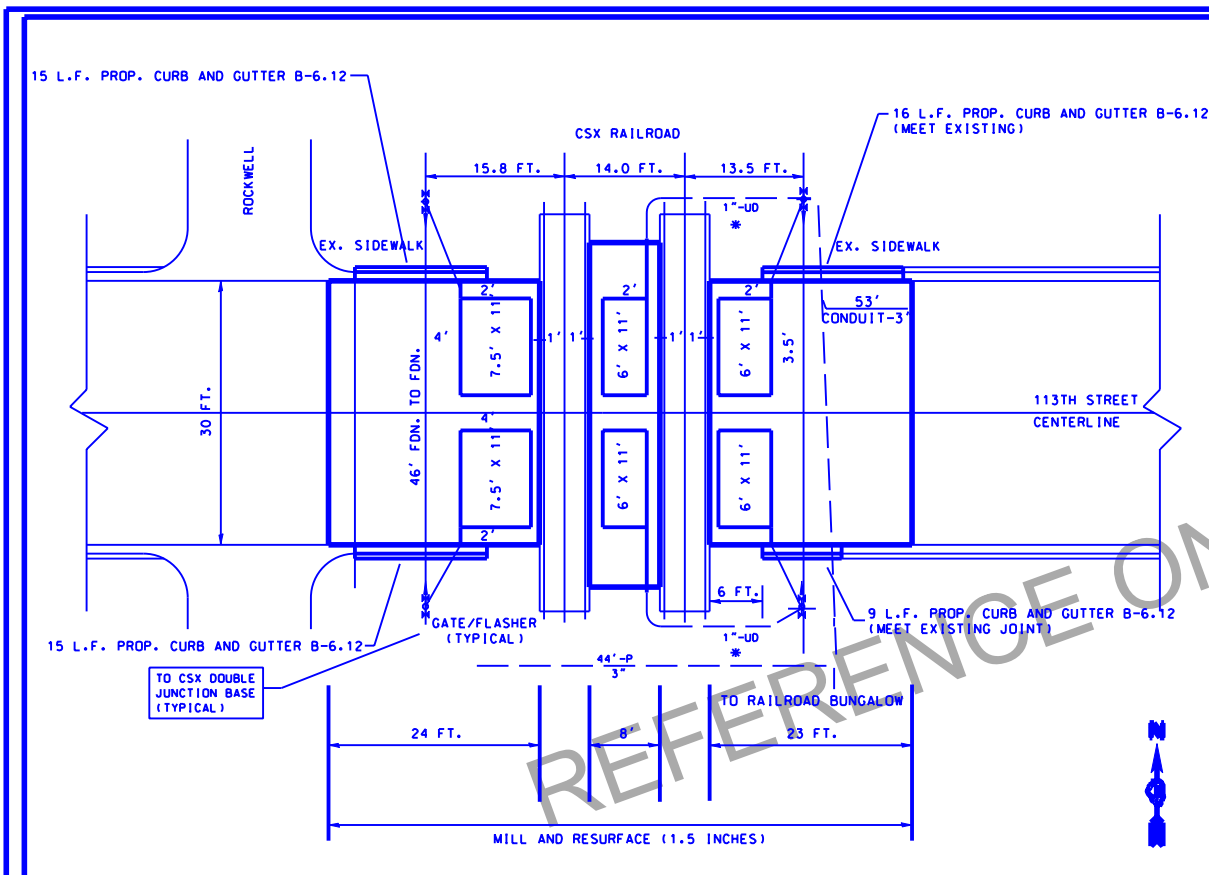 15 L.F. PROP. CURB AND GUTTER B-6.12
16 L.F. PROP. CURB AND GUTTER B-6.12
(MEET EXISTING)
CSX RAILROAD
15.8 FT.
14.0 FT.
13.5 FT.
ROCKWELL
1"-UD
*
EX. SIDEWALK
EX. SIDEWALK
2'
2'
2'
53'
CONDUIT-3"
4'
7.5' X 11'
1'
1'
6' X 11'
1'
1'
6' X 11'
3.5'
30 FT.
46' FDN. TO FDN.
4'
113TH STREET
CENTERLINE
7.5' X 11'
6' X 11'
6' X 11'
2'
6 FT.
GATE/FLASHER
(TYPICAL)
9 L.F. PROP. CURB AND GUTTER B-6.12
(MEET EXISTING JOINT)
15 L.F. PROP. CURB AND GUTTER B-6.12
1"-UD
*
44'-P
3"
TO CSX DOUBLE
JUNCTION BASE
(TYPICAL)
TO RAILROAD BUNGALOW
24 FT.
8'
23 FT.
N
MILL AND RESURFACE (1.5 INCHES)
REFERENCE ON